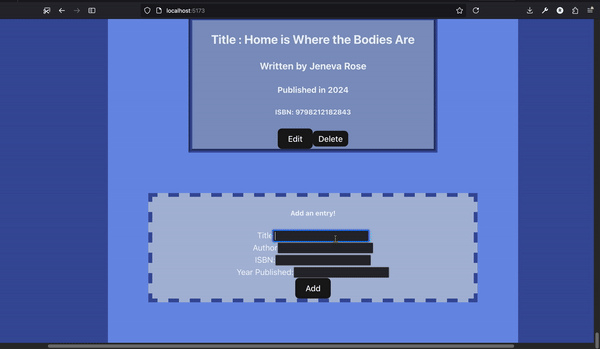 localhost:5173
Title : Home is Where the Bodies Are
Written by Jeneva Rose
Published in 2024
ISBN: 9798212182843
Edit Delete
Add an entry!
Title
Author
ISBN:
Year Published:
Add